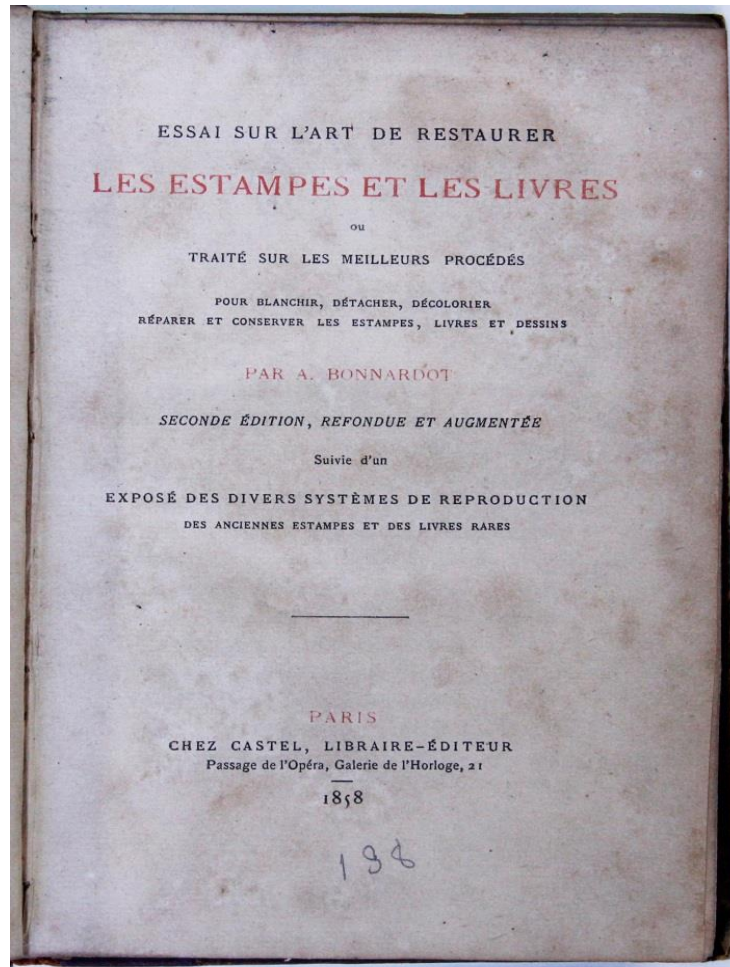 ESSAI SUR L'ART DE RESTAURER
LES ESTAMPES ET LES LIVRES
OU
TRAITÉ SUR LES MEILLEURS PROCÉDÉS
POUR BLANCHIR, DÉTACHER, DÉCOLORIER
RÉPARER ET CONSERVER LES ESTAMPES, LIVRES ET DESSINS
PAR A. BONNARDOT
SECONDE ÉDITION, REFONDUE ET AUGMENTÉE
Suivie d'un
EXPOSÉ DES DIVERS SYSTÈMES DE REPRODUCTION
DES ANCIENNES ESTAMPES ET DES LIVRES RARES
PARIS
CHEZ CASTEL, LIBRAIRE-ÉDITEUR
Passage de l'Opéra, Galerie de l'Horloge, 21
1858
198